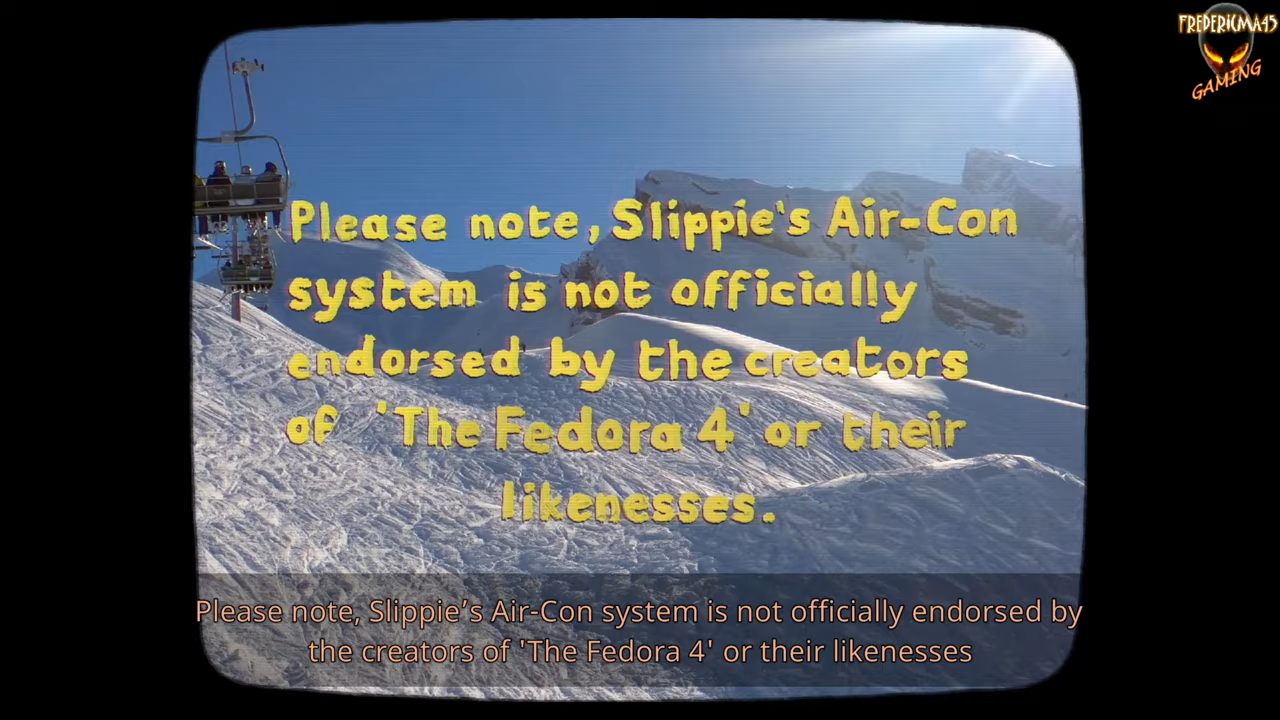 FREDERICMA45
GAMING
Please note, Slippie's Air-Con
system is not officially
endorsed by the creators
of 'The Fedora 4' or their
likenesses.
Please note, Slippie’s Air-Con system is not officially endorsed by
the creators of 'The Fedora 4' or their likenesses